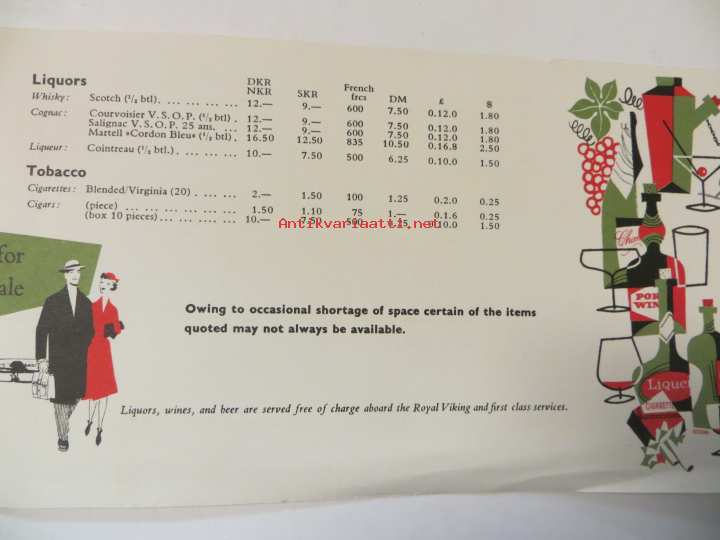 Liquors DKR NKR SKR French frcs DM £ $
Whisky: Scotch (¹/₂ btl). ... ... ... 12.— 9.— 600 7.50 0.12.0 1.80
Cognac: Courvoisier V.S.O.P. (¹/₂ btl) . 12.— 9.— 600 7.50 0.12.0 1.80
Salignac V.S.O.P. 25 ans. ... ... 12.— 9.— 600 7.50 0.12.0 1.80
Martell »Cordon Bleu« (¹/₂ btl) . 16.50 12.50 835 10.50 0.16.8 2.50
Liqueur: Cointreau (¹/₂ btl.) ... ... ... 10.— 7.50 500 6.25 0.10.0 1.50
Tobacco
Cigarettes: Blended/Virginia (20) . ... ... 2.— 1.50 100 1.25 0.2.0 0.25
Cigars: (piece) ... ... ... ... ... 1.50 1.10 75 1.— 0.1.6 0.25
(box 10 pieces)... ... ... ... 10.— 7.50 500 0.10.0 1.50
Antikvariaatti.net
for
ale
Owing to occasional shortage of space certain of the items
quoted may not always be available.
Liquors, wines, and beer are served free of charge aboard the Royal Viking and first class services.
Cham
POR
WIN
Liquer
CIGARETTE